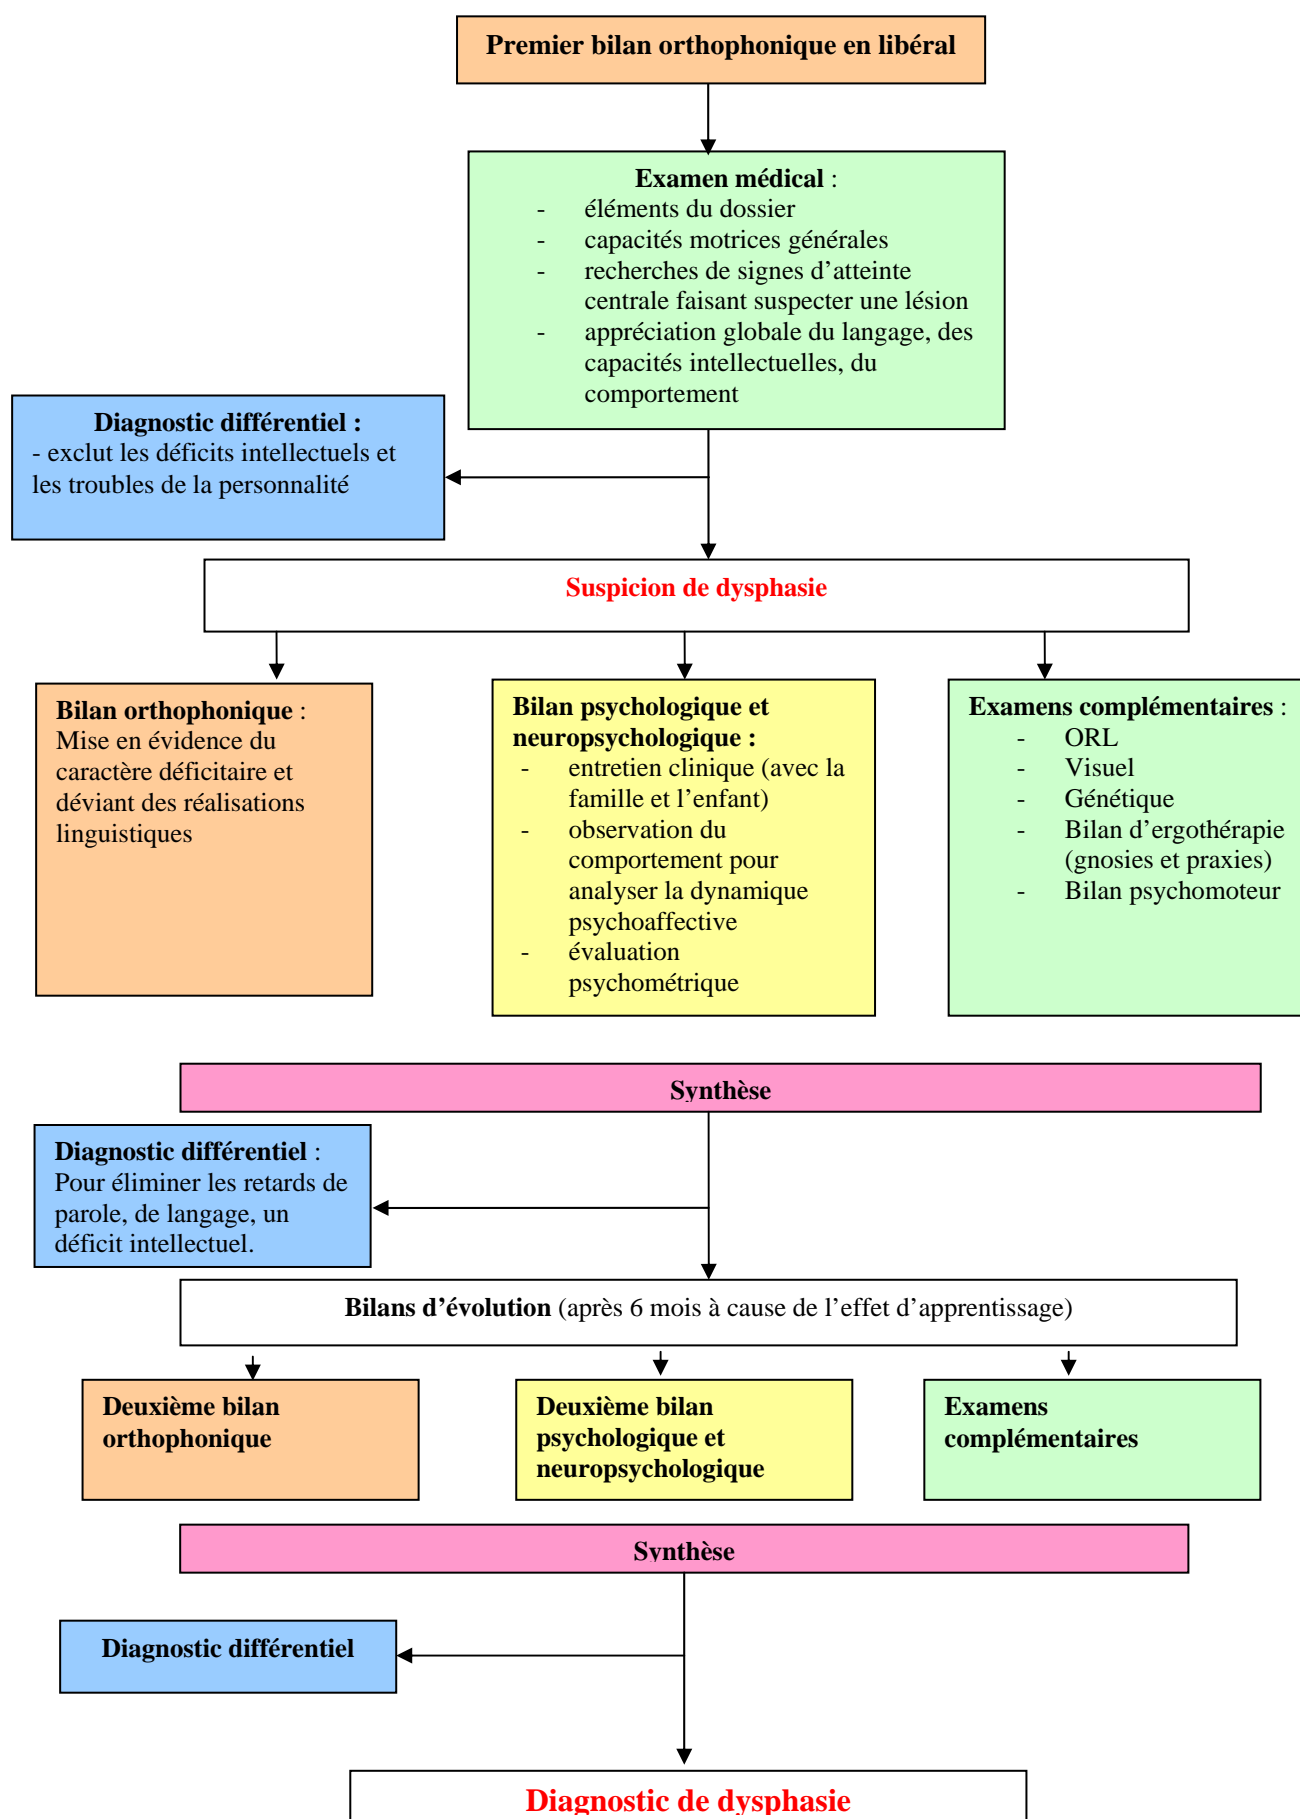 Premier bilan orthophonique en libéral
Examen médical :
- éléments du dossier
- capacités motrices générales
- recherches de signes d’atteinte
centrale faisant suspecter une lésion
- appréciation globale du langage, des
capacités intellectuelles, du
comportement
Diagnostic différentiel :
- exclut les déficits intellectuels et
les troubles de la personnalité
Suspicion de dysphasie
Bilan orthophonique :
Mise en évidence du
caractère déficitaire et
déviant des réalisations
linguistiques
Bilan psychologique et
neuropsychologique :
- entretien clinique (avec la
famille et l’enfant)
- observation du
comportement pour
analyser la dynamique
psychoaffective
- évaluation
psychométrique
Examens complémentaires :
- ORL
- Visuel
- Génétique
- Bilan d’ergothérapie
(gnosies et praxies)
- Bilan psychomoteur
Synthèse
Diagnostic différentiel :
Pour éliminer les retards de
parole, de langage, un
déficit intellectuel.
Bilans d’évolution (après 6 mois à cause de l’effet d’apprentissage)
Deuxième bilan
orthophonique
Deuxième bilan
psychologique et
neuropsychologique
Examens
complémentaires
Synthèse
Diagnostic différentiel
Diagnostic de dysphasie